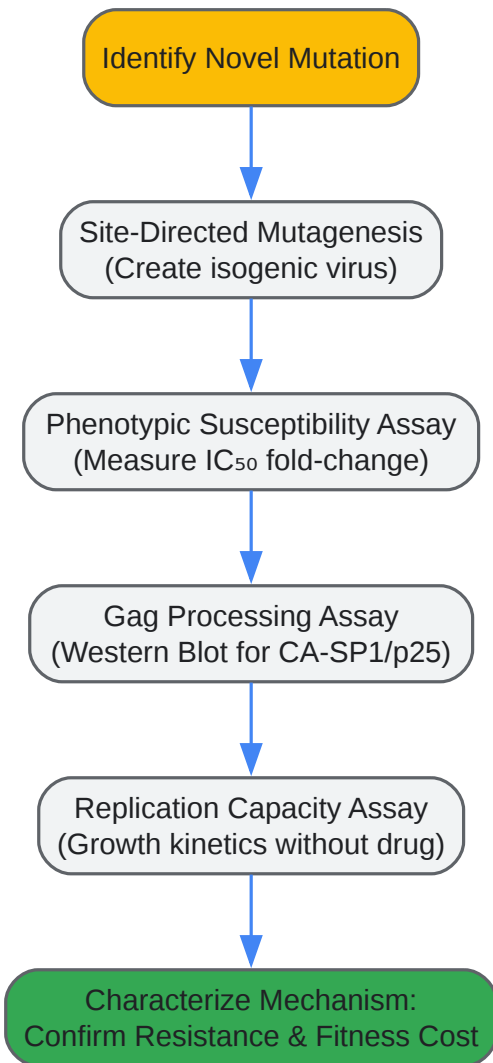 Identify Novel Mutation
Site-Directed Mutagenesis
(Create isogenic virus)
Phenotypic Susceptibility Assay
(Measure IC₅₀ fold-change)
Gag Processing Assay
(Western Blot for CA-SP1/p25)
Replication Capacity Assay
(Growth kinetics without drug)
Characterize Mechanism:
Confirm Resistance & Fitness Cost